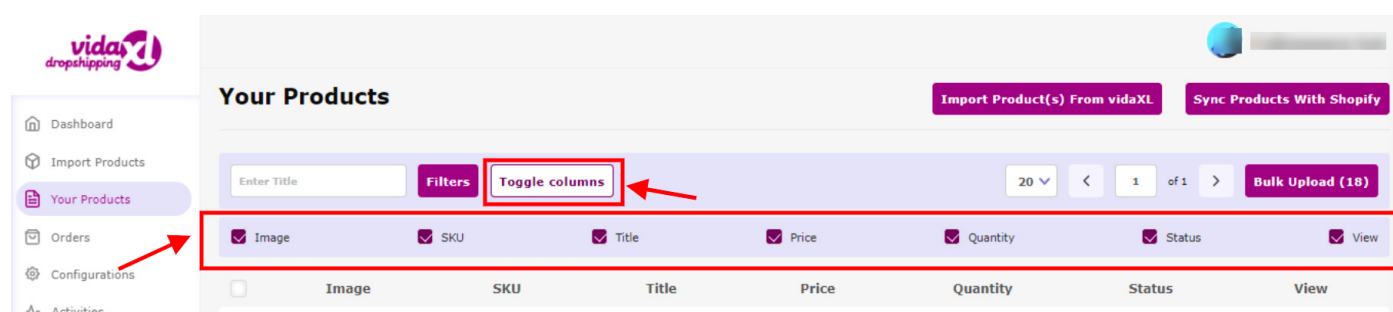 vidaXL
dropshipping
Dashboard
Import Products
Your Products
Orders
Configurations
Activities
Your Products
Import Product(s) From vidaXL
Sync Products With Shopify
Enter Title
Filters
Toggle columns
20
1
of 1
Bulk Upload (18)
Image
SKU
Title
Price
Quantity
Status
View
Image SKU Title Price Quantity Status View